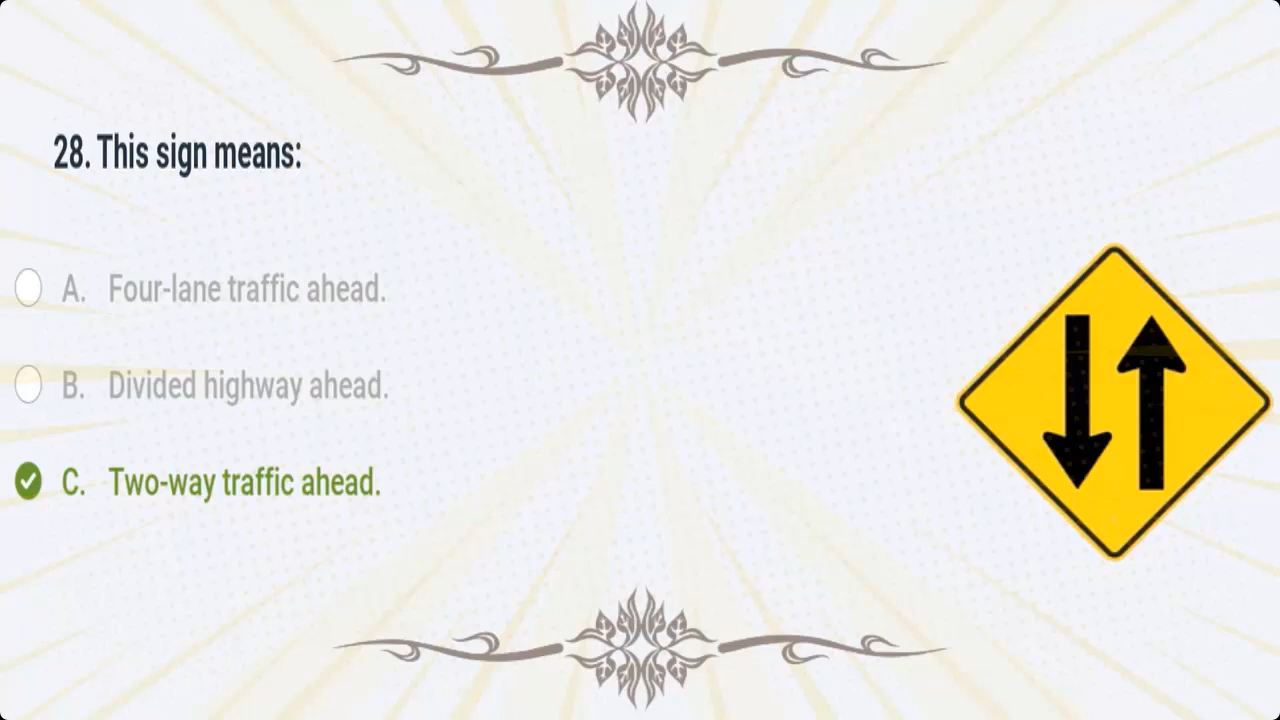 28. This sign means:
A. Four-lane traffic ahead.
B. Divided highway ahead.
C. Two-way traffic ahead.